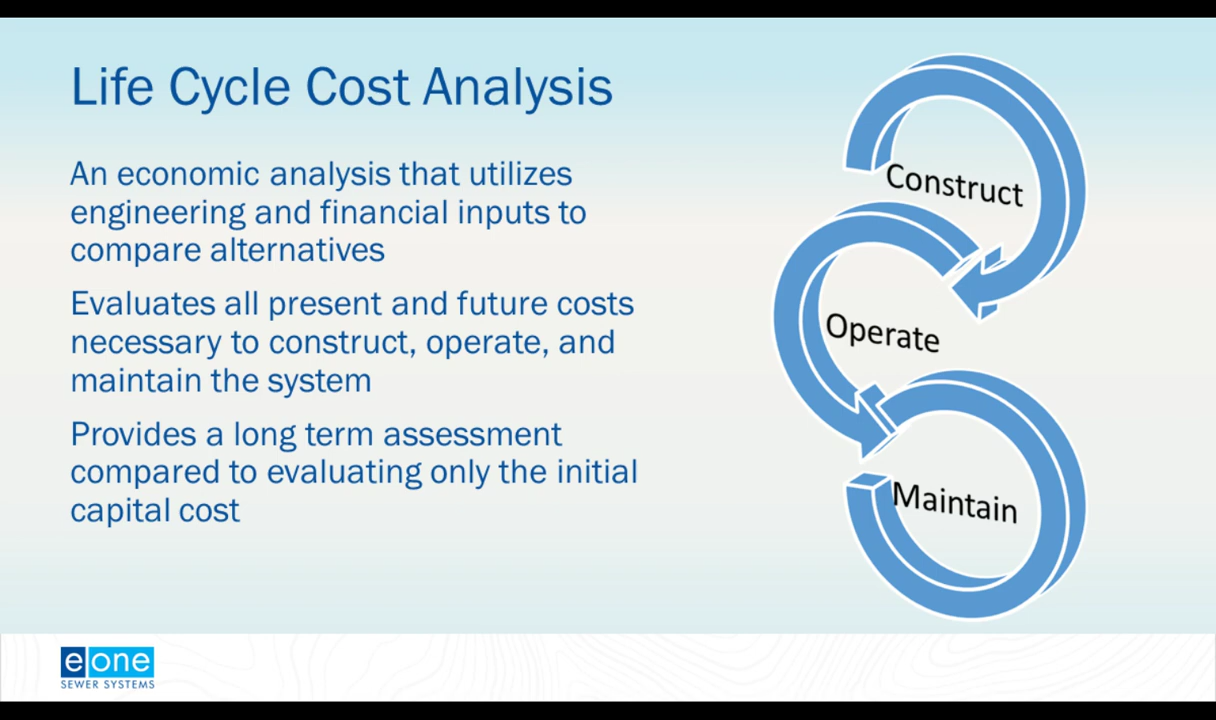 Life Cycle Cost Analysis
An economic analysis that utilizes
engineering and financial inputs to
compare alternatives
Evaluates all present and future costs
necessary to construct, operate, and
maintain the system
Provides a long term assessment
compared to evaluating only the initial
capital cost
Construct
Operate
Maintain
e one
SEWER SYSTEMS